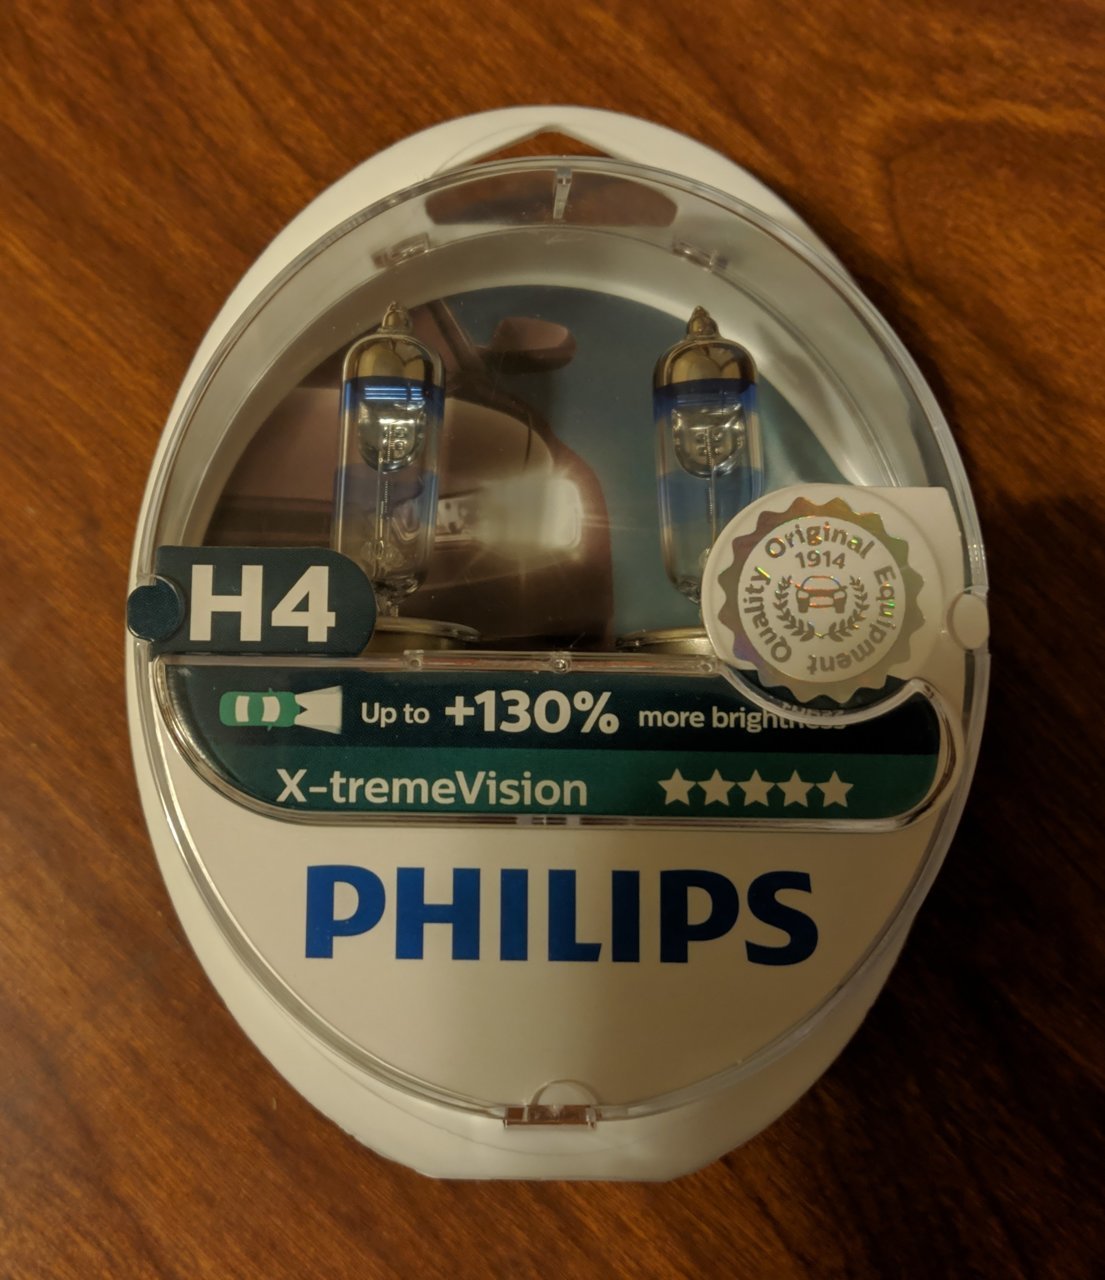 H4
Original
1914
Quality
Equipment
Up to +130% more brightness
X-tremeVision
PHILIPS